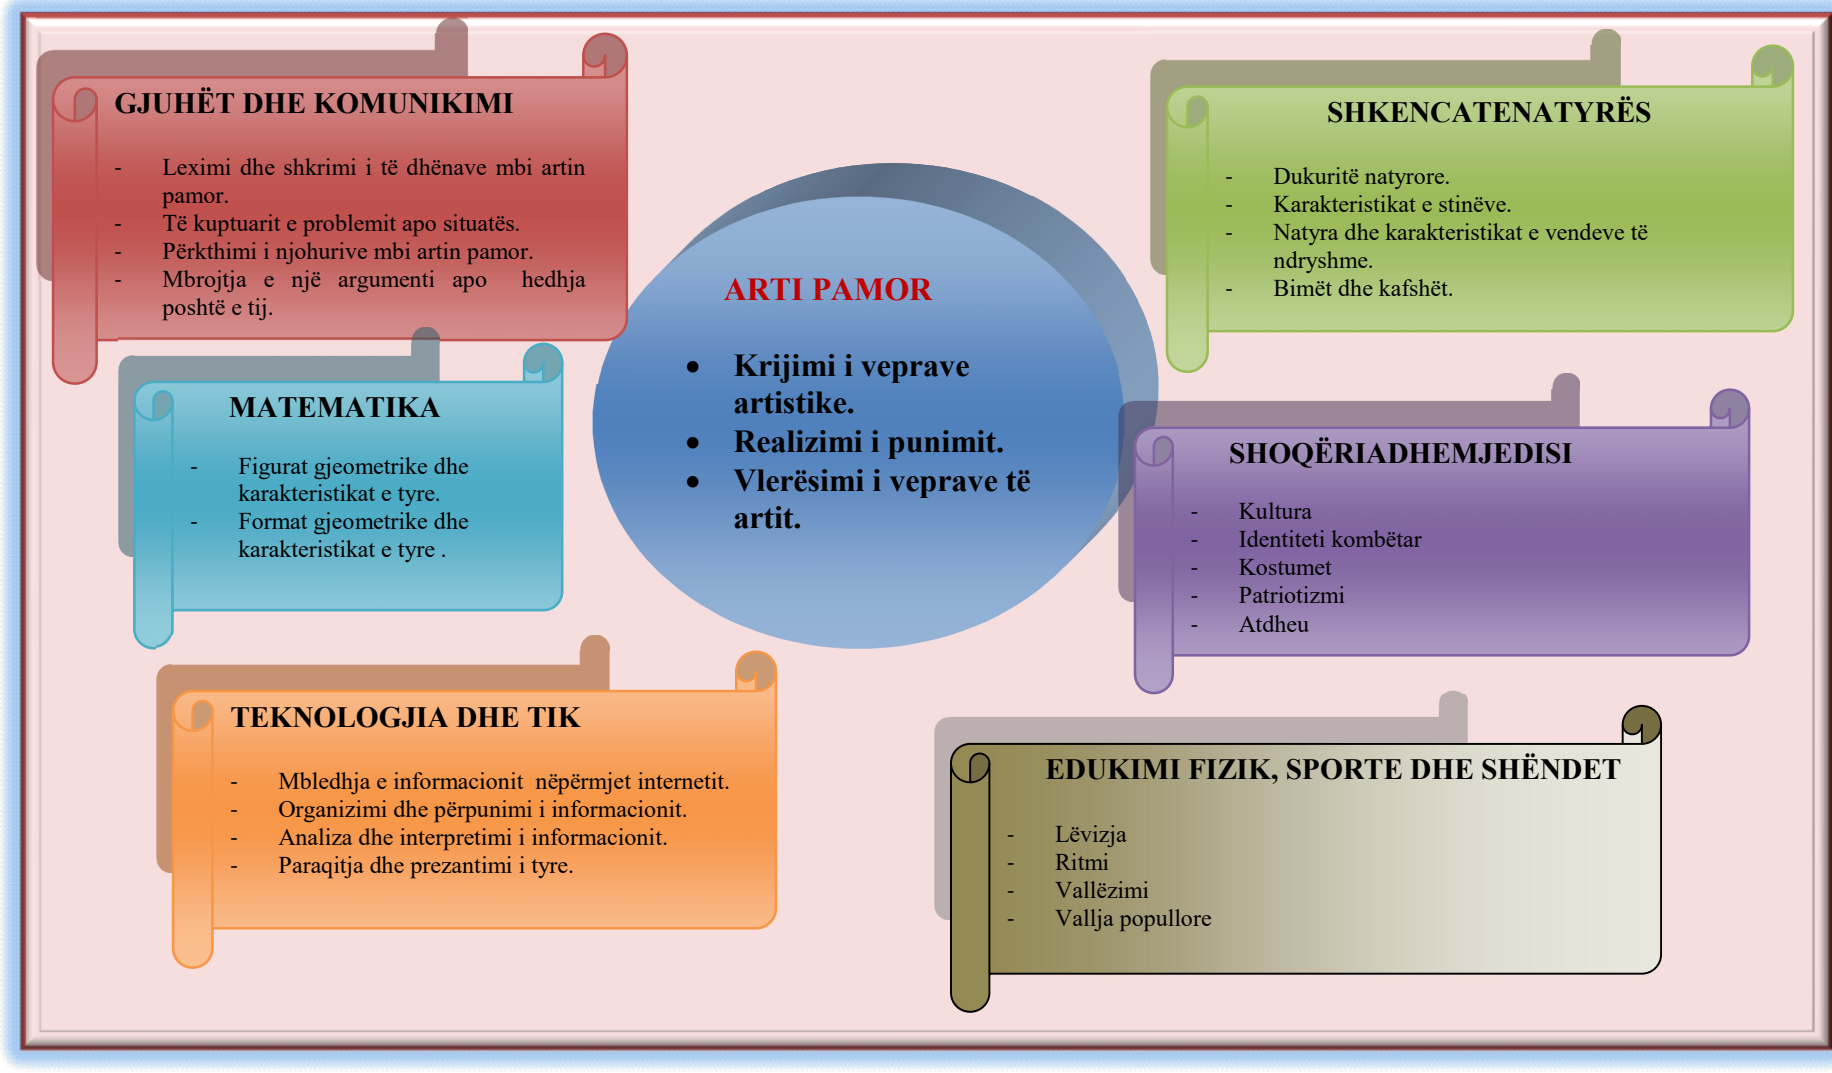 GJUHËT DHE KOMUNIKIMI
- Leximi dhe shkrimi i të dhënave mbi artin
pamor.
- Të kuptuarit e problemit apo situatës.
- Përkthimi i njohurive mbi artin pamor.
- Mbrojtja e një argumenti apo hedhja
poshtë e tij.
MATEMATIKA
- Figurat gjeometrike dhe
karakteristikat e tyre.
- Format gjeometrike dhe
karakteristikat e tyre .
TEKNOLOGJIA DHE TIK
- Mbledhja e informacionit nëpërmjet internetit.
- Organizimi dhe përpunimi i informacionit.
- Analiza dhe interpretimi i informacionit.
- Paraqitja dhe prezantimi i tyre.
ARTI PAMOR
• Krijimi i veprave
artistike.
• Realizimi i punimit.
• Vlerësimi i veprave të
artit.
SHKENCATENATYRËS
- Dukuritë natyrore.
- Karakteristikat e stinëve.
- Natyra dhe karakteristikat e vendeve të
ndryshme.
- Bimët dhe kafshët.
SHOQËRIADHEMJEDISI
- Kultura
- Identiteti kombëtar
- Kostumet
- Patriotizmi
- Atdheu
EDUKIMI FIZIK, SPORTE DHE SHËNDET
- Lëvizja
- Ritmi
- Vallëzimi
- Vallja popullore